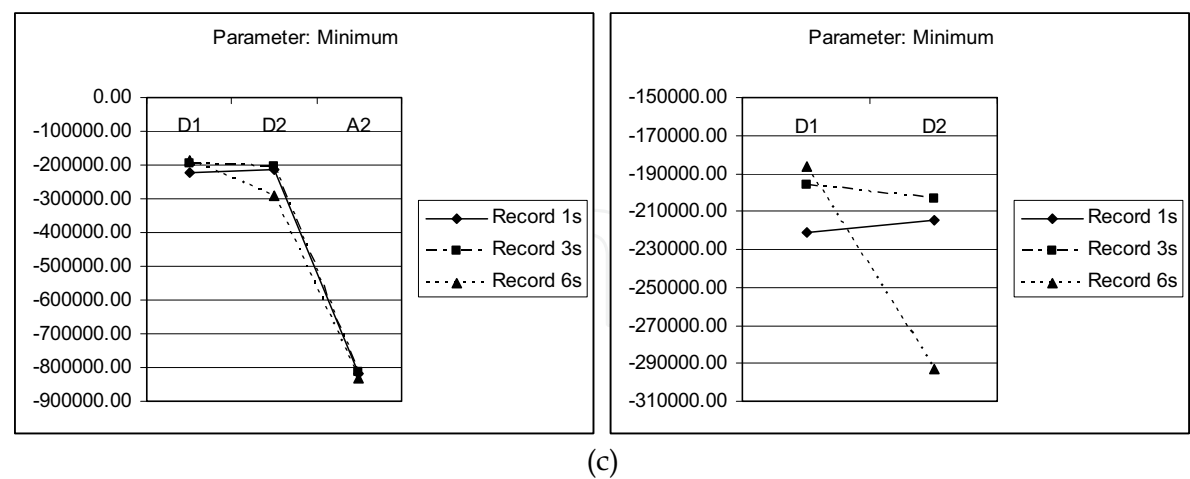 Parameter: Minimum
0.00
-100000.00
-200000.00
-300000.00
-400000.00
-500000.00
-600000.00
-700000.00
-800000.00
-900000.00
D1 D2 A2
Record 1s
Record 3s
Record 6s
Parameter: Minimum
-150000.00
-170000.00
-190000.00
-210000.00
-230000.00
-250000.00
-270000.00
-290000.00
-310000.00
D1 D2
Record 1s
Record 3s
Record 6s
(c)